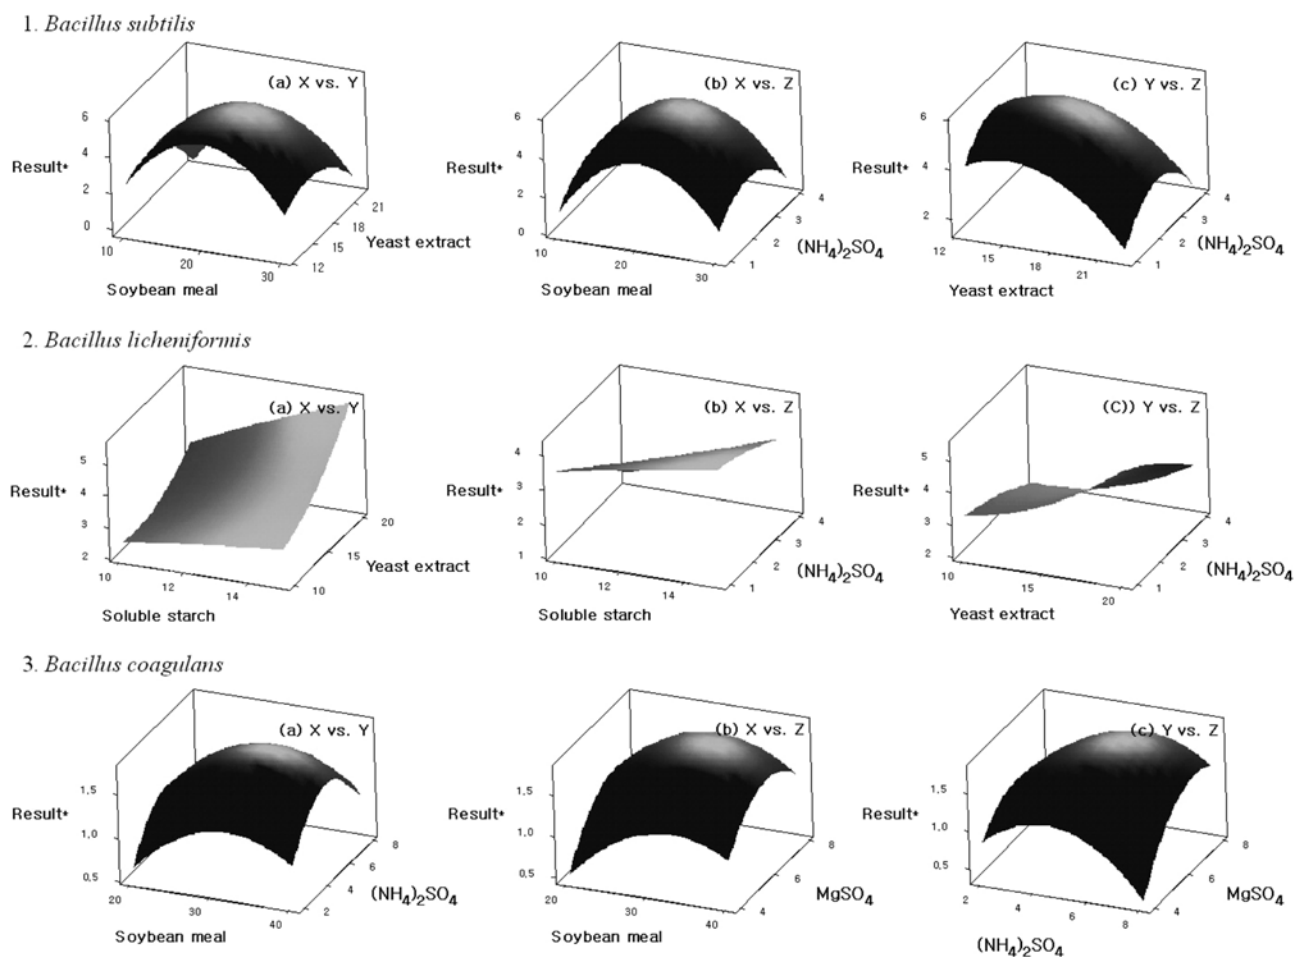 1. Bacillus subtilis
(a) X vs. Y
Result*
6
4
2
0
10
20
30
12
15
18
21
Soybean meal
Yeast extract
(b) X vs. Z
Result*
6
4
2
0
10
20
30
1
2
3
4
Soybean meal
(NH4)2SO4
(c) Y vs. Z
Result*
6
4
2
12
15
18
21
1
2
3
4
Yeast extract
(NH4)2SO4
2. Bacillus licheniformis
(a) X vs. Y
Result*
5
4
3
2
10
12
14
10
15
20
Soluble starch
Yeast extract
(b) X vs. Z
Result*
4
3
2
1
10
12
14
1
2
3
4
Soluble starch
(NH4)2SO4
(C)) Y vs. Z
Result*
5
4
3
2
10
15
20
1
2
3
4
Yeast extract
(NH4)2SO4
3. Bacillus coagulans
(a) X vs. Y
Result*
1.5
1.0
0.5
20
30
40
2
4
6
8
Soybean meal
(NH4)2SO4
(b) X vs. Z
Result*
1.5
1.0
0.5
20
30
40
4
6
8
Soybean meal
MgSO4
(c) Y vs. Z
Result*
1.5
1.0
0.5
2
4
6
8
4
6
8
(NH4)2SO4
MgSO4